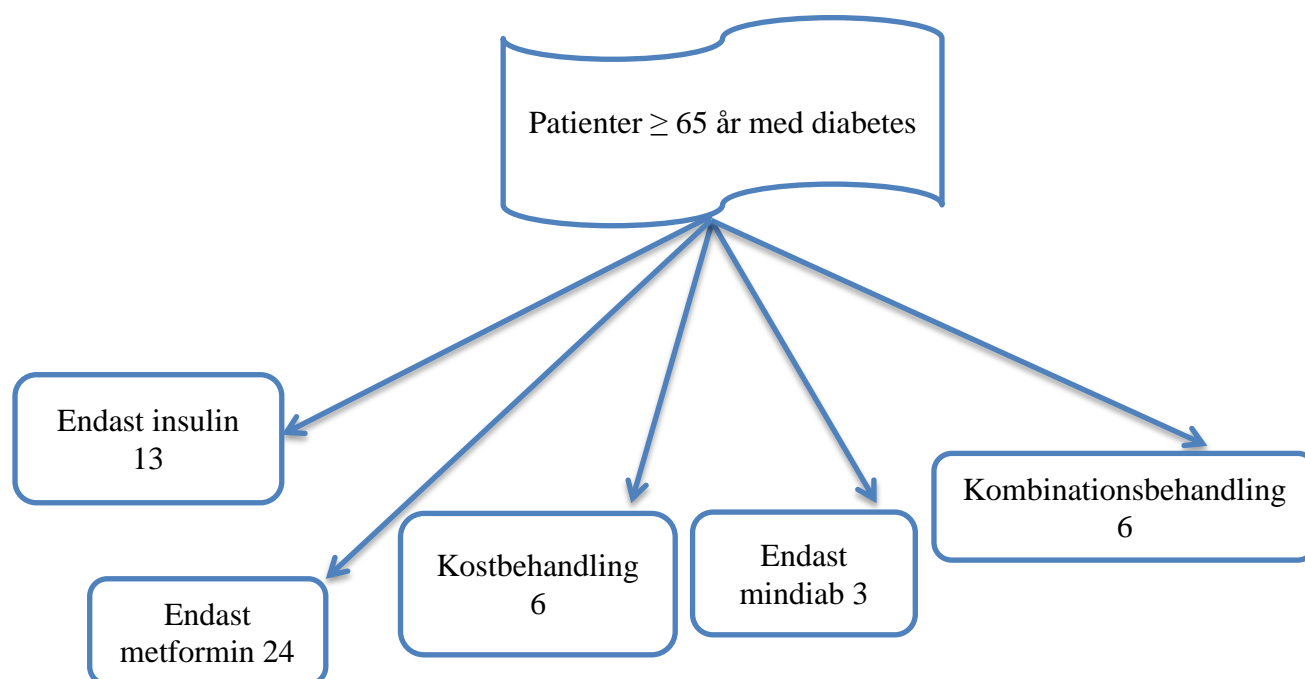 Patienter ≥ 65 år med diabetes
Endast insulin
13
Endast
metformin 24
Kostbehandling
6
Endast
mindiab 3
Kombinationsbehandling
6